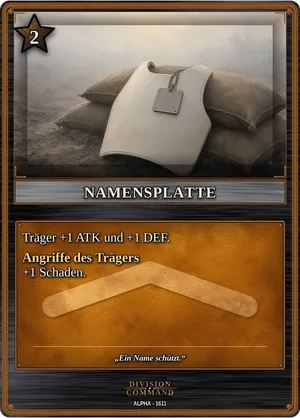 2
NAMENSPLATTE
Träger +1 ATK und +1 DEF.
Angriffe des Trägers
+1 Schaden.
„Ein Name schützt.“
DIVISION
COMMAND
ALPHA - 1611